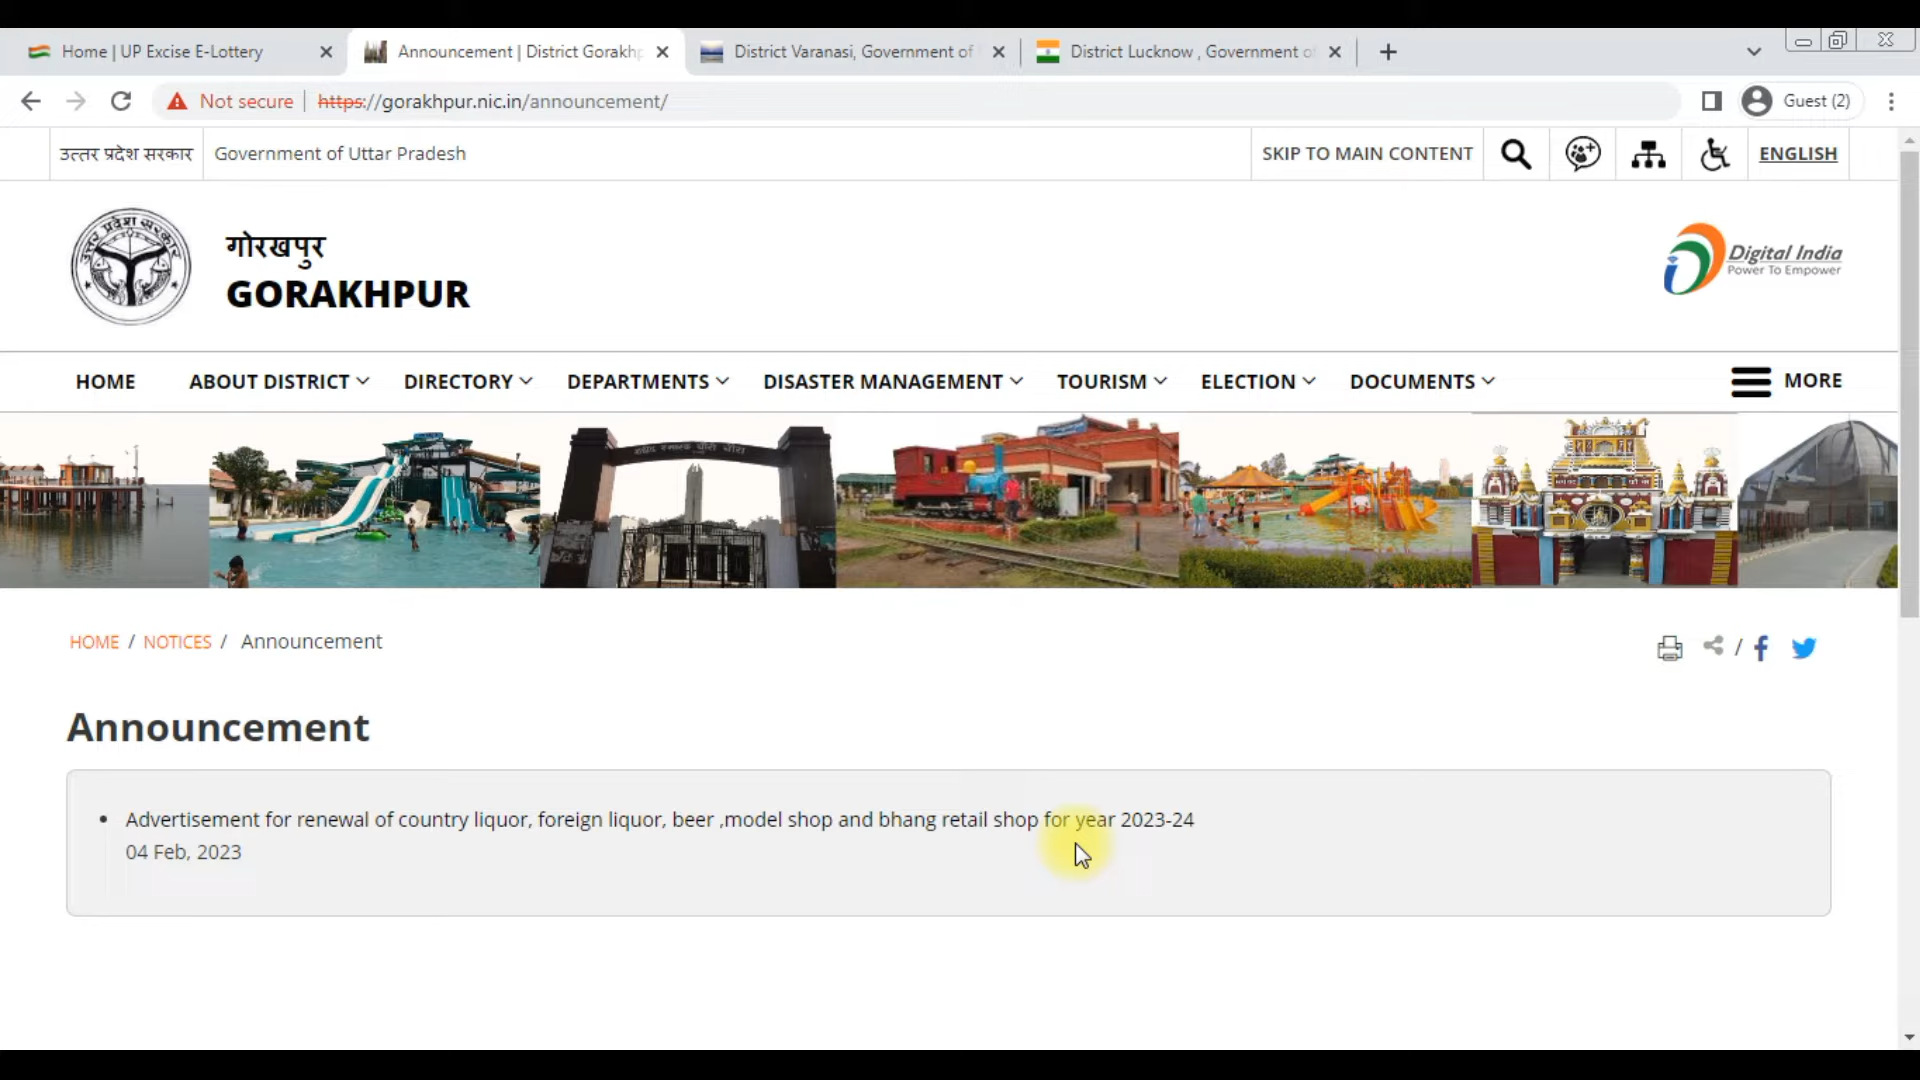 Home | UP Excise E-Lottery
Announcement | District Gorakhp
District Varanasi, Government of
District Lucknow , Government of
Not secure
https://gorakhpur.nic.in/announcement/
Guest (2)
उत्तर प्रदेश सरकार
Government of Uttar Pradesh
SKIP TO MAIN CONTENT
ENGLISH
उत्तर प्रदेश सरकार
गोरखपुर
GORAKHPUR
Digital India
Power To Empower
HOME
ABOUT DISTRICT
DIRECTORY
DEPARTMENTS
DISASTER MANAGEMENT
TOURISM
ELECTION
DOCUMENTS
MORE
HOME / NOTICES / Announcement
Announcement
• Advertisement for renewal of country liquor, foreign liquor, beer ,model shop and bhang retail shop for year 2023-24
04 Feb, 2023